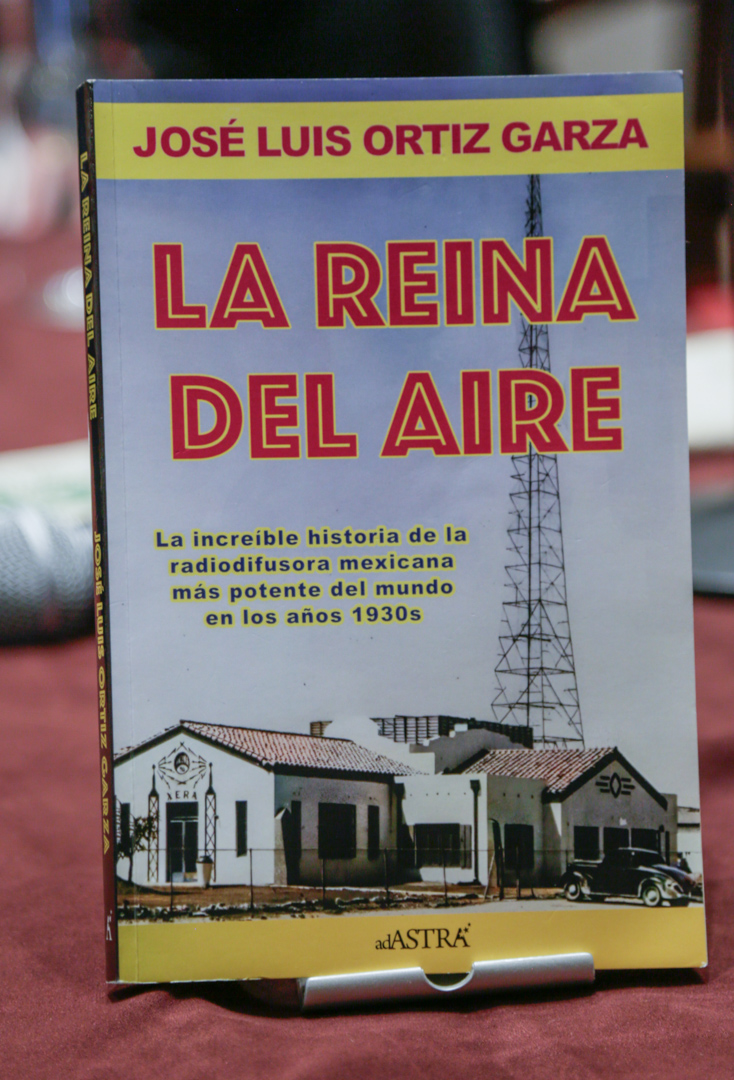 JOSÉ LUIS ORTIZ GARZA
LA REINA
DEL AIRE
La increíble historia de la
radiodifusora mexicana
más potente del mundo
en los años 1930s
XERA
adASTRA
LA REINA DEL AIRE
JOSÉ LUIS ORTIZ GARZA